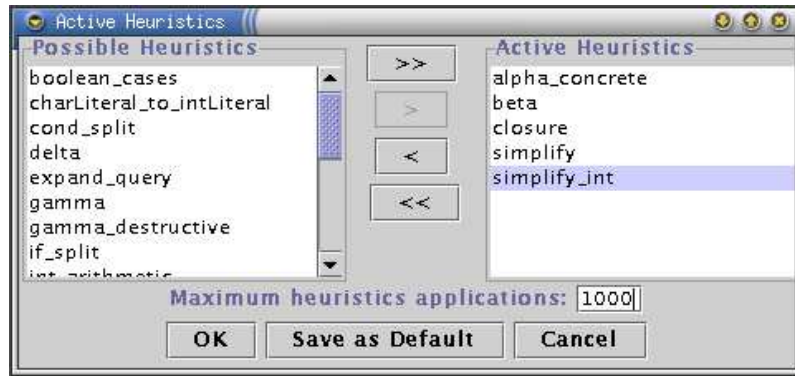 Active Heuristics
Possible Heuristics
boolean_cases
charLiteral_to_intLiteral
cond_split
delta
expand_query
gamma
gamma_destructive
if_split
int_arithmetic
>>
>
<
<<
Active Heuristics
alpha_concrete
beta
closure
simplify
simplify_int
Maximum heuristics applications: 1000
OK Save as Default Cancel